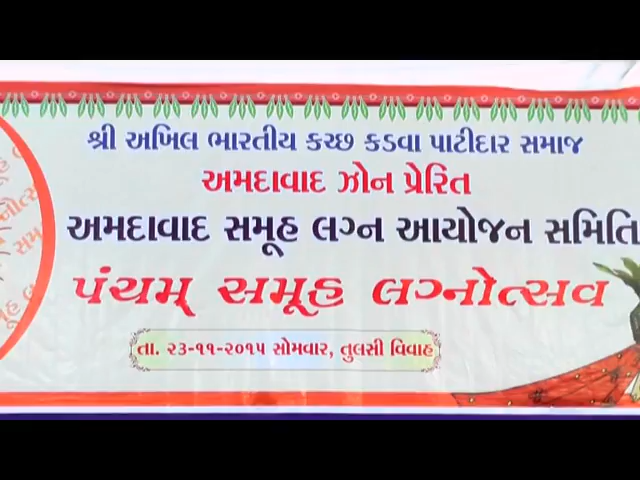 શ્રી અખિલ ભારતીય કચ્છ કડવા પાટીદાર સમાજ
અમદાવાદ ઝોન પ્રેરિત
અમદાવાદ સમૂહ લગ્ન આયોજન સમિતિ
પંચમ્ સમૂહ લગ્નોત્સવ
તા. ૨૩-૧૧-૨૦૧૫ સોમવાર, તુલસી વિવાહ